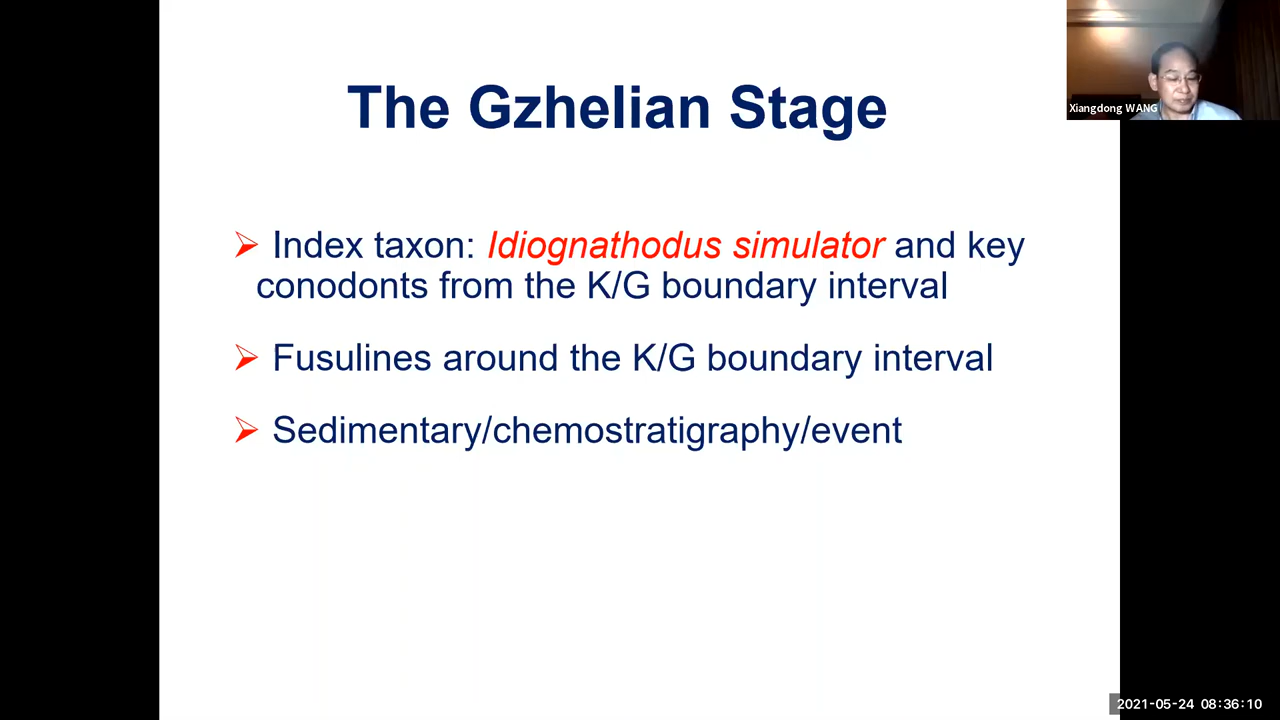 The Gzhelian Stage
Xiangdong WANG
➢ Index taxon: Idiognathodus simulator and key
conodonts from the K/G boundary interval
➢ Fusulines around the K/G boundary interval
➢ Sedimentary/chemostratigraphy/event
2021-05-24 08:36:10